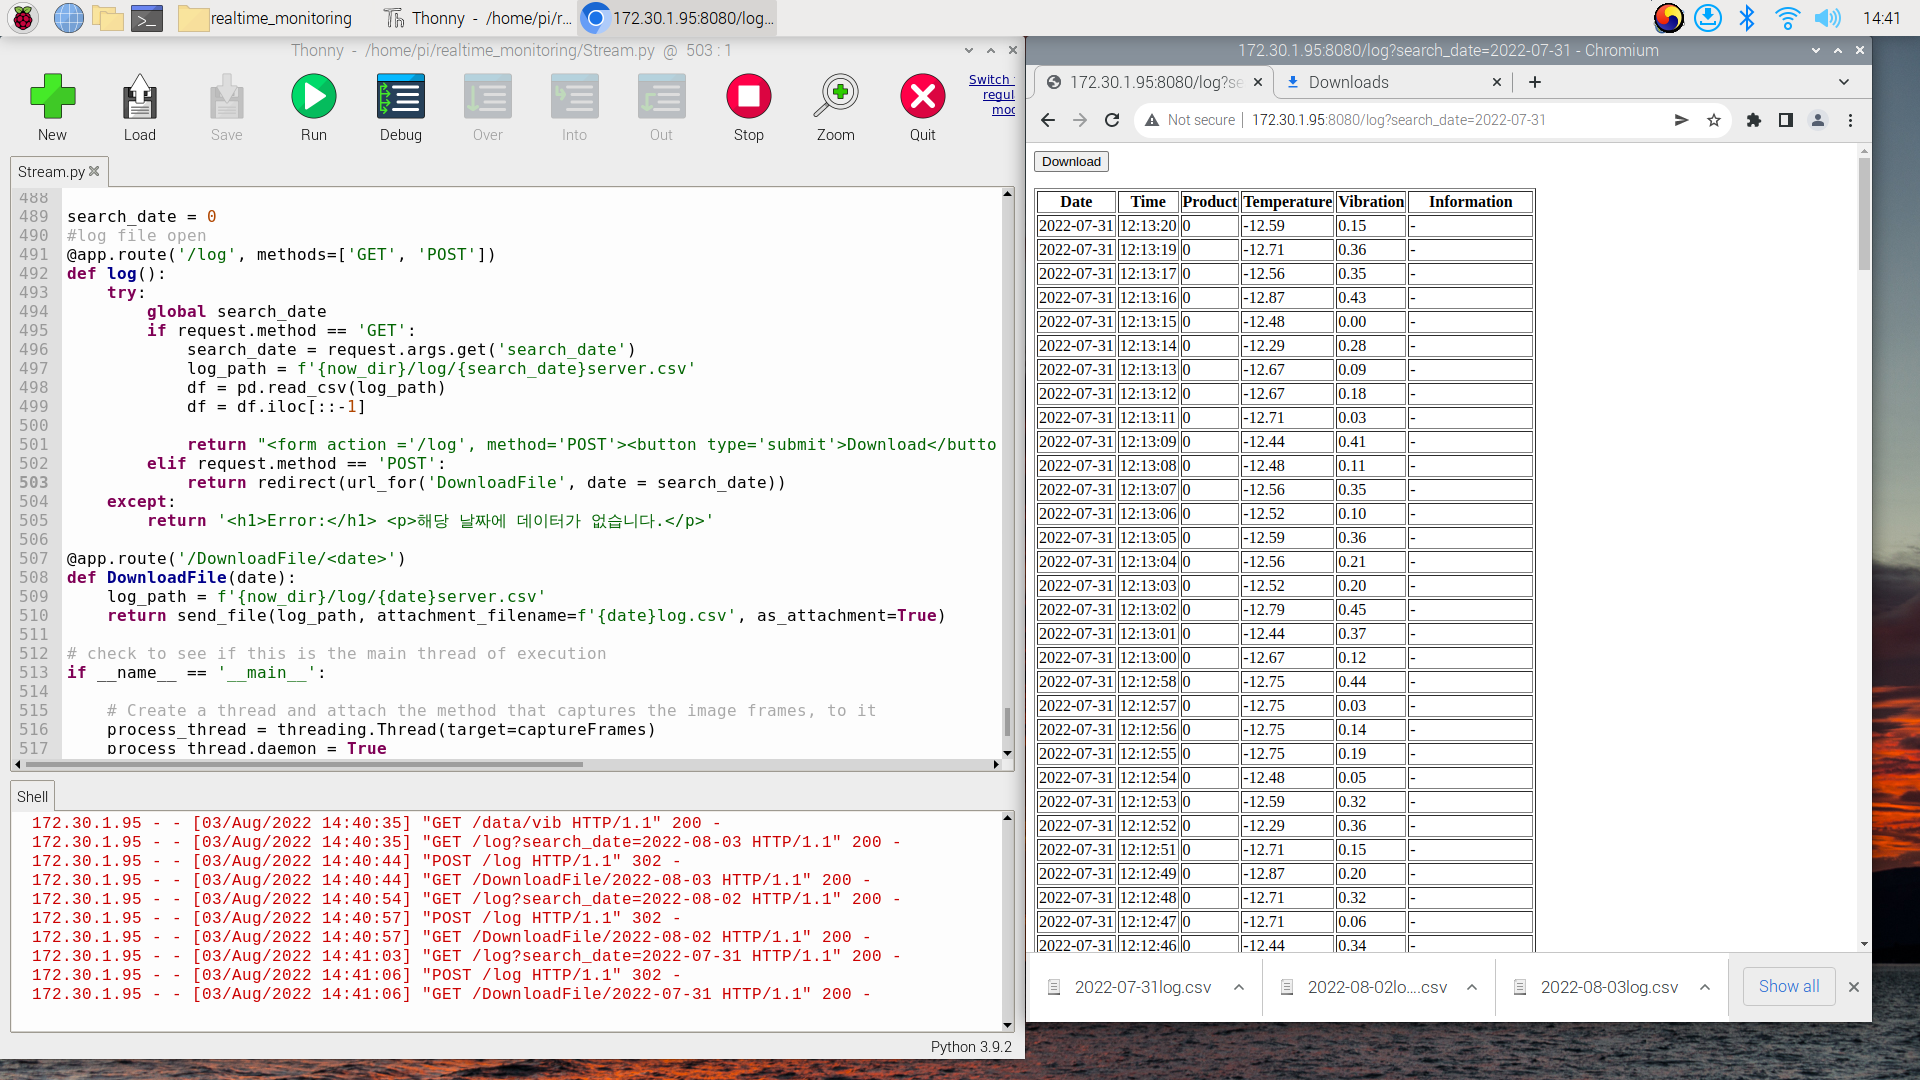 realtime_monitoring
Thonny - /home/pi/r...
172.30.1.95:8080/log...
14:41
Thonny - /home/pi/realtime_monitoring/Stream.py @ 503 : 1
New
Load
Save
Run
Debug
Over
Into
Out
Stop
Zoom
Quit
Switch
regul
mod
Stream.py
488
489 search_date = 0
490 #log file open
491 @app.route('/log', methods=['GET', 'POST'])
492 def log():
493 try:
494 global search_date
495 if request.method == 'GET':
496 search_date = request.args.get('search_date')
497 log_path = f'{now_dir}/log/{search_date}server.csv'
498 df = pd.read_csv(log_path)
499 df = df.iloc[::-1]
500
501 return "<form action ='/log', method='POST'><button type='submit'>Download</butto
502 elif request.method == 'POST':
503 return redirect(url_for('DownloadFile', date = search_date))
504 except:
505 return '<h1>Error:</h1> <p>해당 날짜에 데이터가 없습니다.</p>'
506
507 @app.route('/DownloadFile/<date>')
508 def DownloadFile(date):
509 log_path = f'{now_dir}/log/{date}server.csv'
510 return send_file(log_path, attachment_filename=f'{date}log.csv', as_attachment=True)
511
512 # check to see if this is the main thread of execution
513 if __name__ == '__main__':
514
515 # Create a thread and attach the method that captures the image frames, to it
516 process_thread = threading.Thread(target=captureFrames)
517 process_thread.daemon = True
Shell
172.30.1.95 - - [03/Aug/2022 14:40:35] "GET /data/vib HTTP/1.1" 200 -
172.30.1.95 - - [03/Aug/2022 14:40:35] "GET /log?search_date=2022-08-03 HTTP/1.1" 200 -
172.30.1.95 - - [03/Aug/2022 14:40:44] "POST /log HTTP/1.1" 302 -
172.30.1.95 - - [03/Aug/2022 14:40:44] "GET /DownloadFile/2022-08-03 HTTP/1.1" 200 -
172.30.1.95 - - [03/Aug/2022 14:40:54] "GET /log?search_date=2022-08-02 HTTP/1.1" 200 -
172.30.1.95 - - [03/Aug/2022 14:40:57] "POST /log HTTP/1.1" 302 -
172.30.1.95 - - [03/Aug/2022 14:40:57] "GET /DownloadFile/2022-08-02 HTTP/1.1" 200 -
172.30.1.95 - - [03/Aug/2022 14:41:03] "GET /log?search_date=2022-07-31 HTTP/1.1" 200 -
172.30.1.95 - - [03/Aug/2022 14:41:06] "POST /log HTTP/1.1" 302 -
172.30.1.95 - - [03/Aug/2022 14:41:06] "GET /DownloadFile/2022-07-31 HTTP/1.1" 200 -
Python 3.9.2
172.30.1.95:8080/log?search_date=2022-07-31 - Chromium
172.30.1.95:8080/log?se
Downloads
Not secure 172.30.1.95:8080/log?search_date=2022-07-31
Download
Date Time Product Temperature Vibration Information
2022-07-31 12:13:20 0 -12.59 0.15 -
2022-07-31 12:13:19 0 -12.71 0.36 -
2022-07-31 12:13:17 0 -12.56 0.35 -
2022-07-31 12:13:16 0 -12.87 0.43 -
2022-07-31 12:13:15 0 -12.48 0.00 -
2022-07-31 12:13:14 0 -12.29 0.28 -
2022-07-31 12:13:13 0 -12.67 0.09 -
2022-07-31 12:13:12 0 -12.67 0.18 -
2022-07-31 12:13:11 0 -12.71 0.03 -
2022-07-31 12:13:09 0 -12.44 0.41 -
2022-07-31 12:13:08 0 -12.48 0.11 -
2022-07-31 12:13:07 0 -12.56 0.35 -
2022-07-31 12:13:06 0 -12.52 0.10 -
2022-07-31 12:13:05 0 -12.59 0.36 -
2022-07-31 12:13:04 0 -12.56 0.21 -
2022-07-31 12:13:03 0 -12.52 0.20 -
2022-07-31 12:13:02 0 -12.79 0.45 -
2022-07-31 12:13:01 0 -12.44 0.37 -
2022-07-31 12:13:00 0 -12.67 0.12 -
2022-07-31 12:12:58 0 -12.75 0.44 -
2022-07-31 12:12:57 0 -12.75 0.03 -
2022-07-31 12:12:56 0 -12.75 0.14 -
2022-07-31 12:12:55 0 -12.75 0.19 -
2022-07-31 12:12:54 0 -12.48 0.05 -
2022-07-31 12:12:53 0 -12.59 0.32 -
2022-07-31 12:12:52 0 -12.29 0.36 -
2022-07-31 12:12:51 0 -12.71 0.15 -
2022-07-31 12:12:49 0 -12.87 0.20 -
2022-07-31 12:12:48 0 -12.71 0.32 -
2022-07-31 12:12:47 0 -12.71 0.06 -
2022-07-31 12:12:46 0 -12.44 0.34 -
2022-07-31log.csv
2022-08-02lo....csv
2022-08-03log.csv
Show all